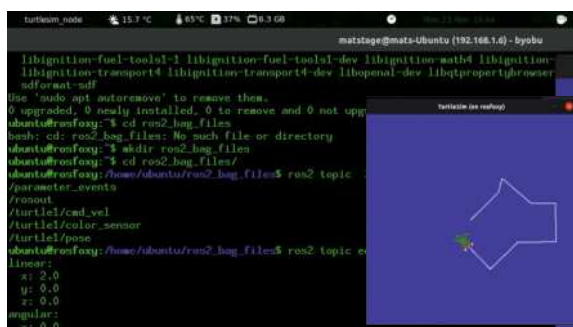 turtlesim_node 15.7 °C 65°C 37% 6.3 GB
matstage@mats-Ubuntu (192.168.1.6) - byobu
libignition-fuel-tools1-1 libignition-fuel-tools1-dev libignition-math4 libignition-
libignition-transport4 libignition-transport4-dev libopenal-dev libqtpropertybrowser
sdformat-sdf
Use 'sudo apt autoremove' to remove them.
0 upgraded, 0 newly installed, 0 to remove and 0 not upg
ubuntu@rosfoxy:~$ cd ros2_bag_files
bash: cd: ros2_bag_files: No such file or directory
TurtleSim (on rosfoxy)
ubuntu@rosfoxy:~$ mkdir ros2_bag_files
ubuntu@rosfoxy:~$ cd ros2_bag_files/
ubuntu@rosfoxy:/home/ubuntu/ros2_bag_files$ ros2 topic
/parameter_events
/rosout
/turtle1/cmd_vel
/turtle1/color_sensor
/turtle1/pose
ubuntu@rosfoxy:/home/ubuntu/ros2_bag_files$ ros2 topic e
linear:
x: 2.0
y: 0.0
z: 0.0
angular: